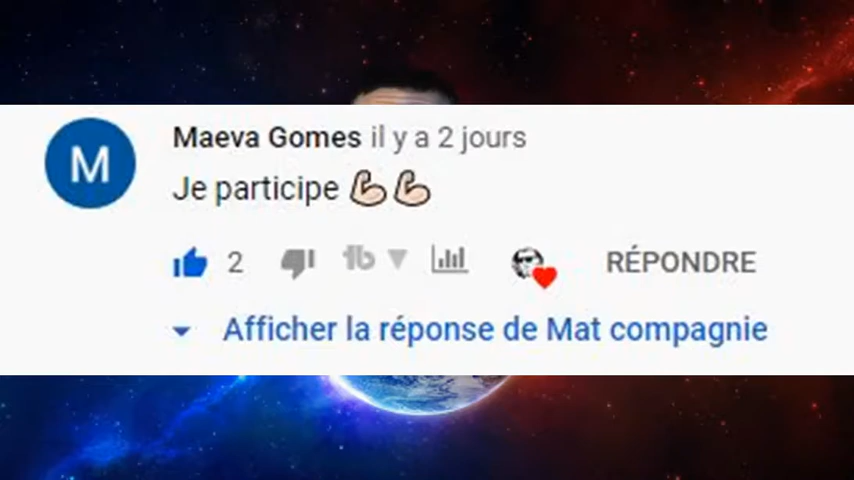 M
Maeva Gomes il y a 2 jours
Je participe 💪🏻💪🏻
2
RÉPONDRE
Afficher la réponse de Mat compagnie